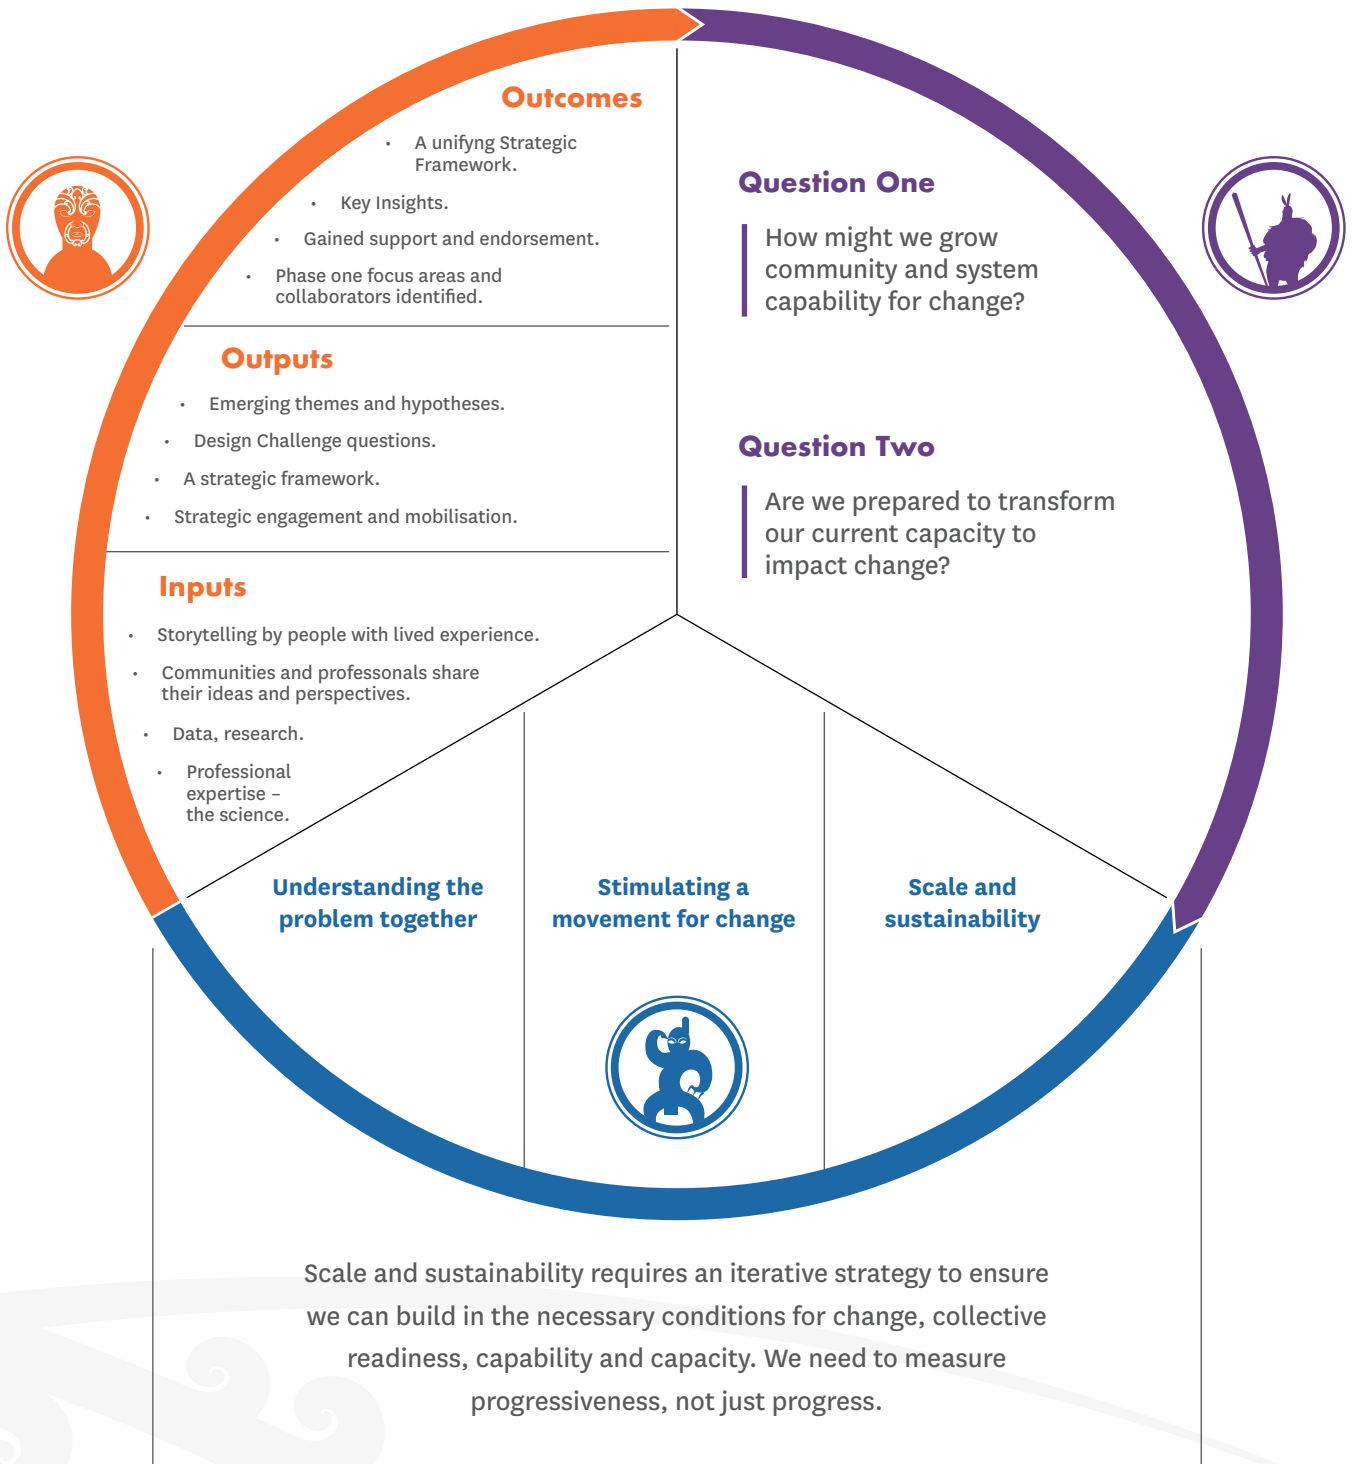 Outcomes
• A unifyng Strategic
Framework.
• Key Insights.
• Gained support and endorsement.
• Phase one focus areas and
collaborators identified.
Outputs
• Emerging themes and hypotheses.
• Design Challenge questions.
• A strategic framework.
• Strategic engagement and mobilisation.
Inputs
• Storytelling by people with lived experience.
• Communities and professonals share
their ideas and perspectives.
• Data, research.
• Professional
expertise –
the science.
Question One
How might we grow
community and system
capability for change?
Question Two
Are we prepared to transform
our current capacity to
impact change?
Understanding the
problem together
Stimulating a
movement for change
Scale and
sustainability
Scale and sustainability requires an iterative strategy to ensure
we can build in the necessary conditions for change, collective
readiness, capability and capacity. We need to measure
progressiveness, not just progress.